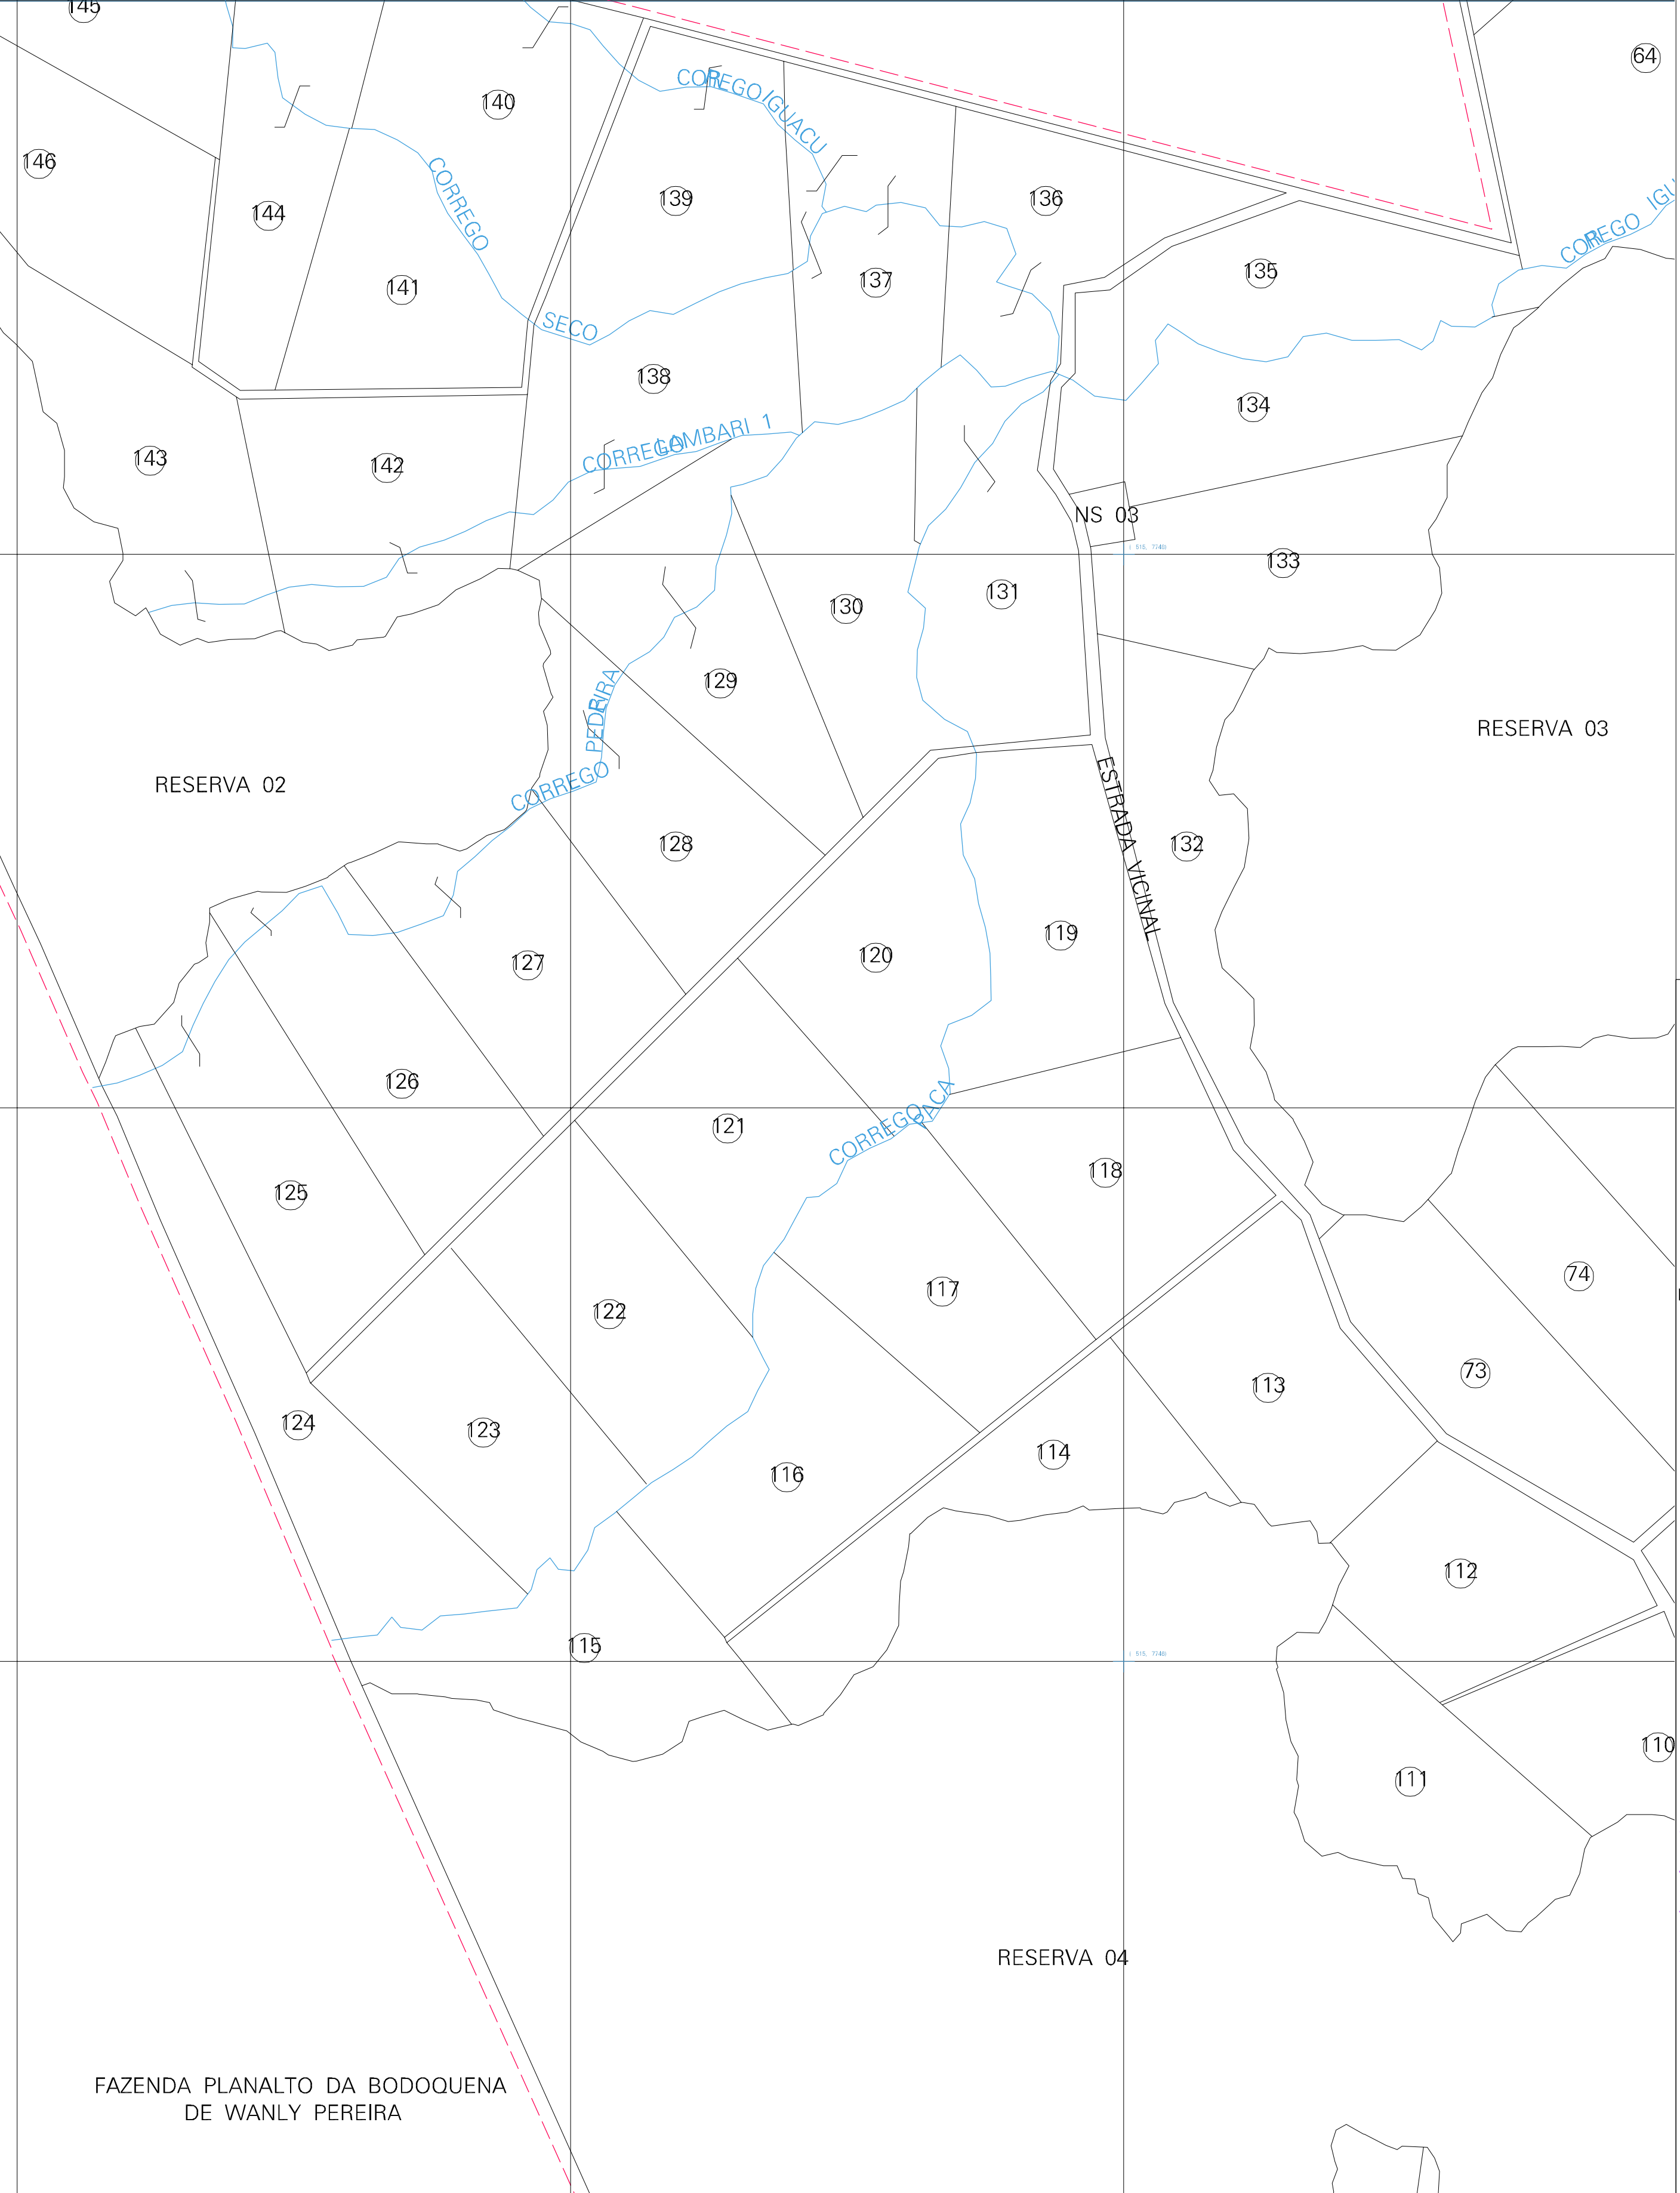 145
64
140
CORREGO IGUACU
146
CORREGO
144
139
136
CORREGO IGU
141
137
135
SECO
138
134
143
142
CORREGO LAMBARI 1
NS 03
133
131
130
129
PEDREIRA
RESERVA 03
RESERVA 02
CORREGO
ESTRADA VICINAL
128
132
127
120
119
126
121
CORREGO PACA
118
125
117
74
122
73
113
124
123
114
116
112
115
110
111
RESERVA 04
FAZENDA PLANALTO DA BODOQUENA
DE WANLY PEREIRA